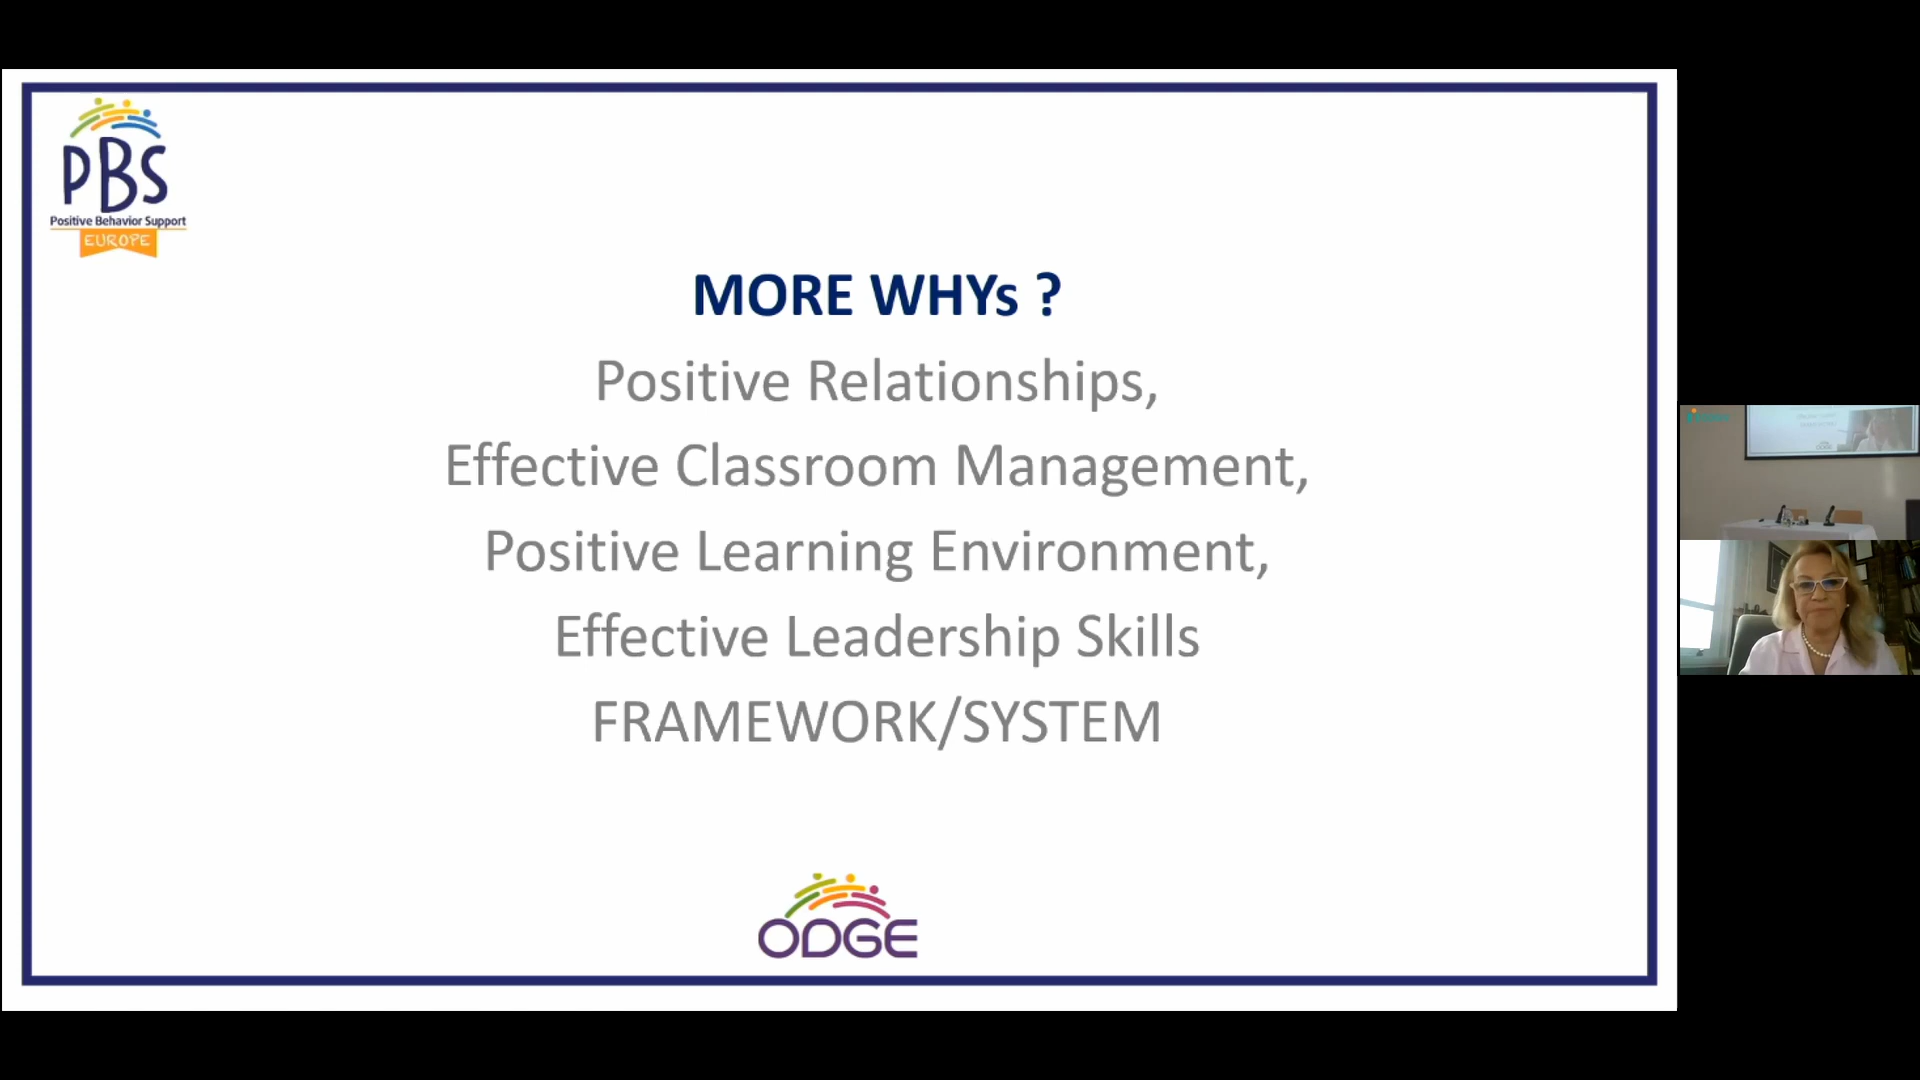 PBS
Positive Behavior Support
EUROPE
MORE WHYs ?
Positive Relationships,
Effective Classroom Management,
Positive Learning Environment,
Effective Leadership Skills
FRAMEWORK/SYSTEM
ODGE